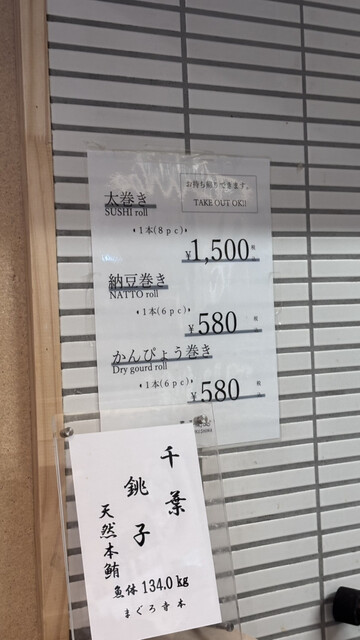 お持ち帰りできます。
TAKE OUT OK!!
太巻き
SUSHI roll
•1本(8pc)•
¥1,500
納豆巻き
NATTO roll
•1本(6pc)•
¥580
かんぴょう巻き
Dry gourd roll
•1本(6pc)•
¥580
千葉
銚子
天然本鮪
魚体 134.0kg
まぐろ寺本